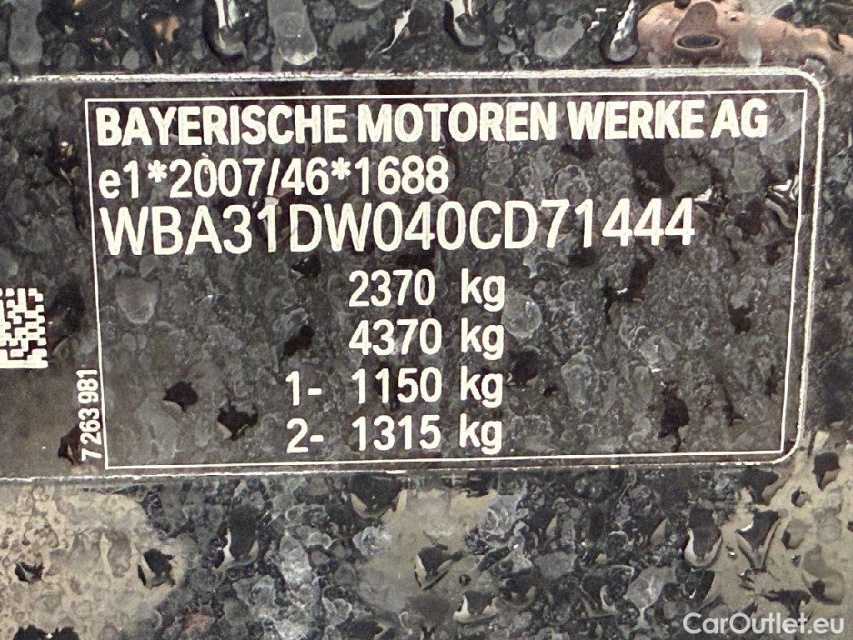 BAYERISCHE MOTOREN WERKE AG
e1*2007/46*1688
WBA31DW040CD71444
2370 kg
4370 kg
1- 1150 kg
2- 1315 kg
7 263 981
CarOutlet.eu